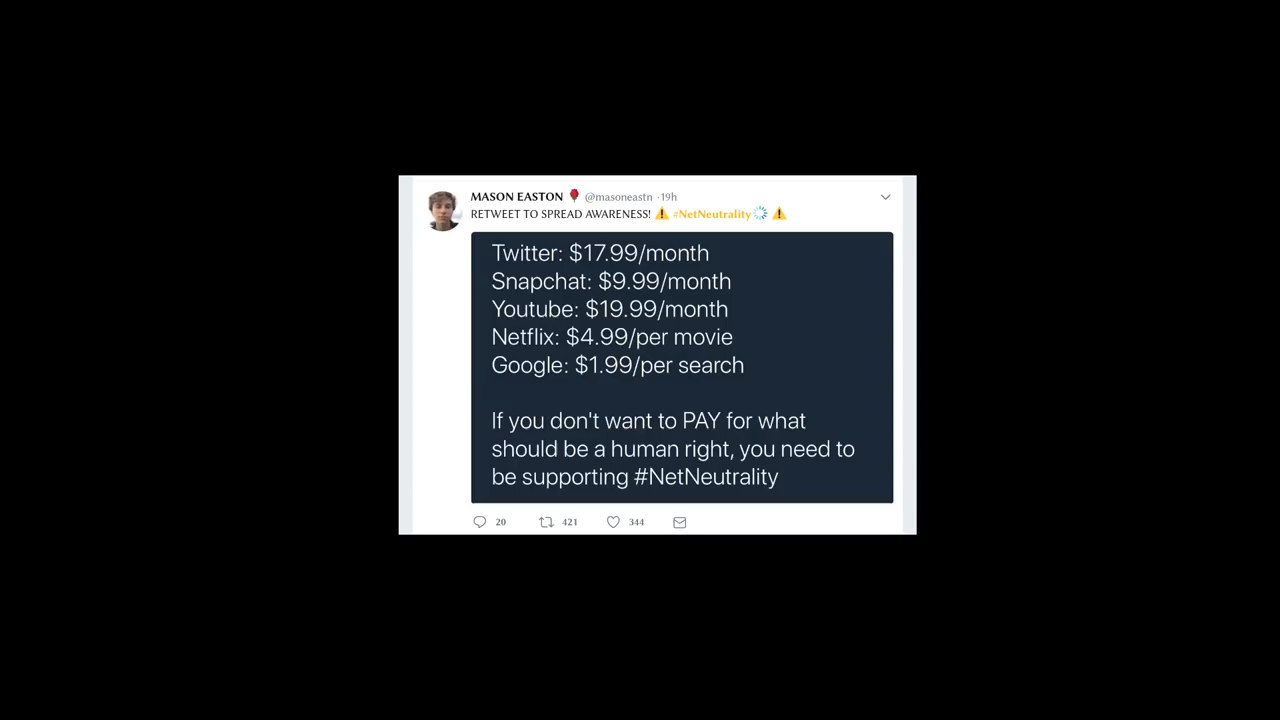 MASON EASTON 🌹 @masoneastn · 19h
RETWEET TO SPREAD AWARENESS! ⚠️ #NetNeutrality ⚠️
Twitter: $17.99/month
Snapchat: $9.99/month
Youtube: $19.99/month
Netflix: $4.99/per movie
Google: $1.99/per search
If you don't want to PAY for what
should be a human right, you need to
be supporting #NetNeutrality
20 421 344